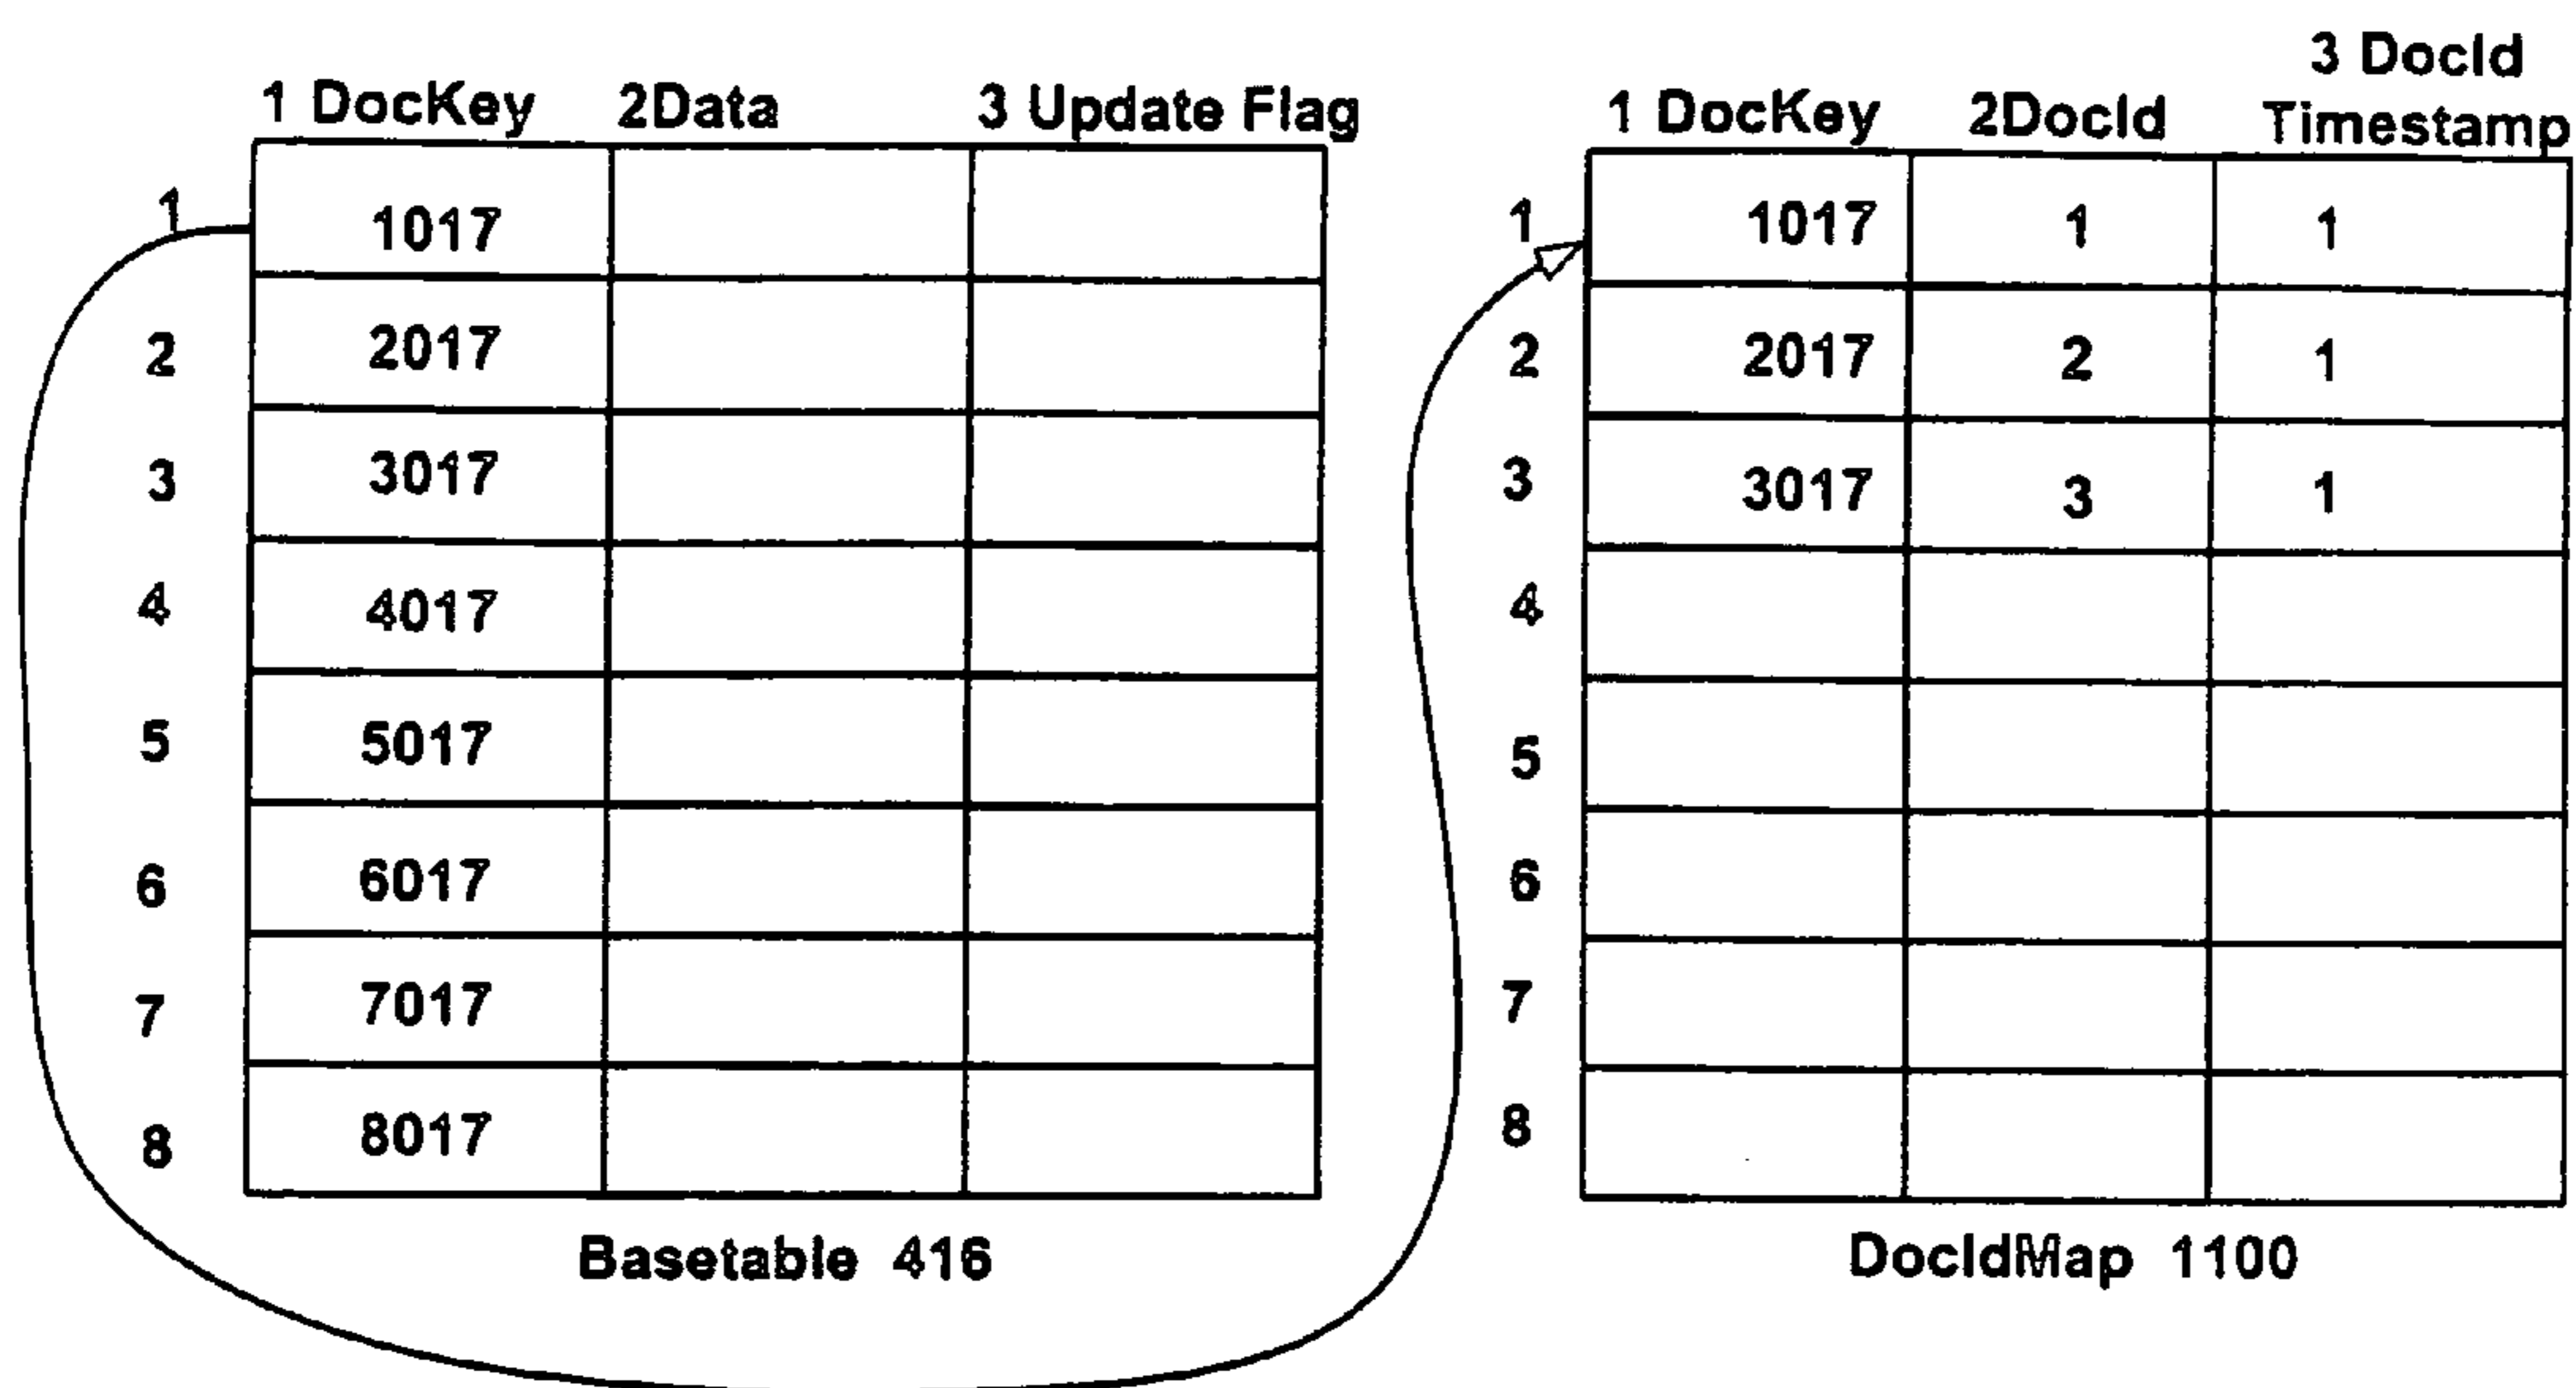 3 DocId
1 DocKey 2Data 3 Update Flag 1 DocKey 2DocId Timestamp
1 1017 1 1017 1 1
2 2017 2 2017 2 1
3 3017 3 3017 3 1
4 4017 4
5 5017 5
6 6017 6
7 7017 7
8 8017 8
Basetable 416 DocIdMap 1100